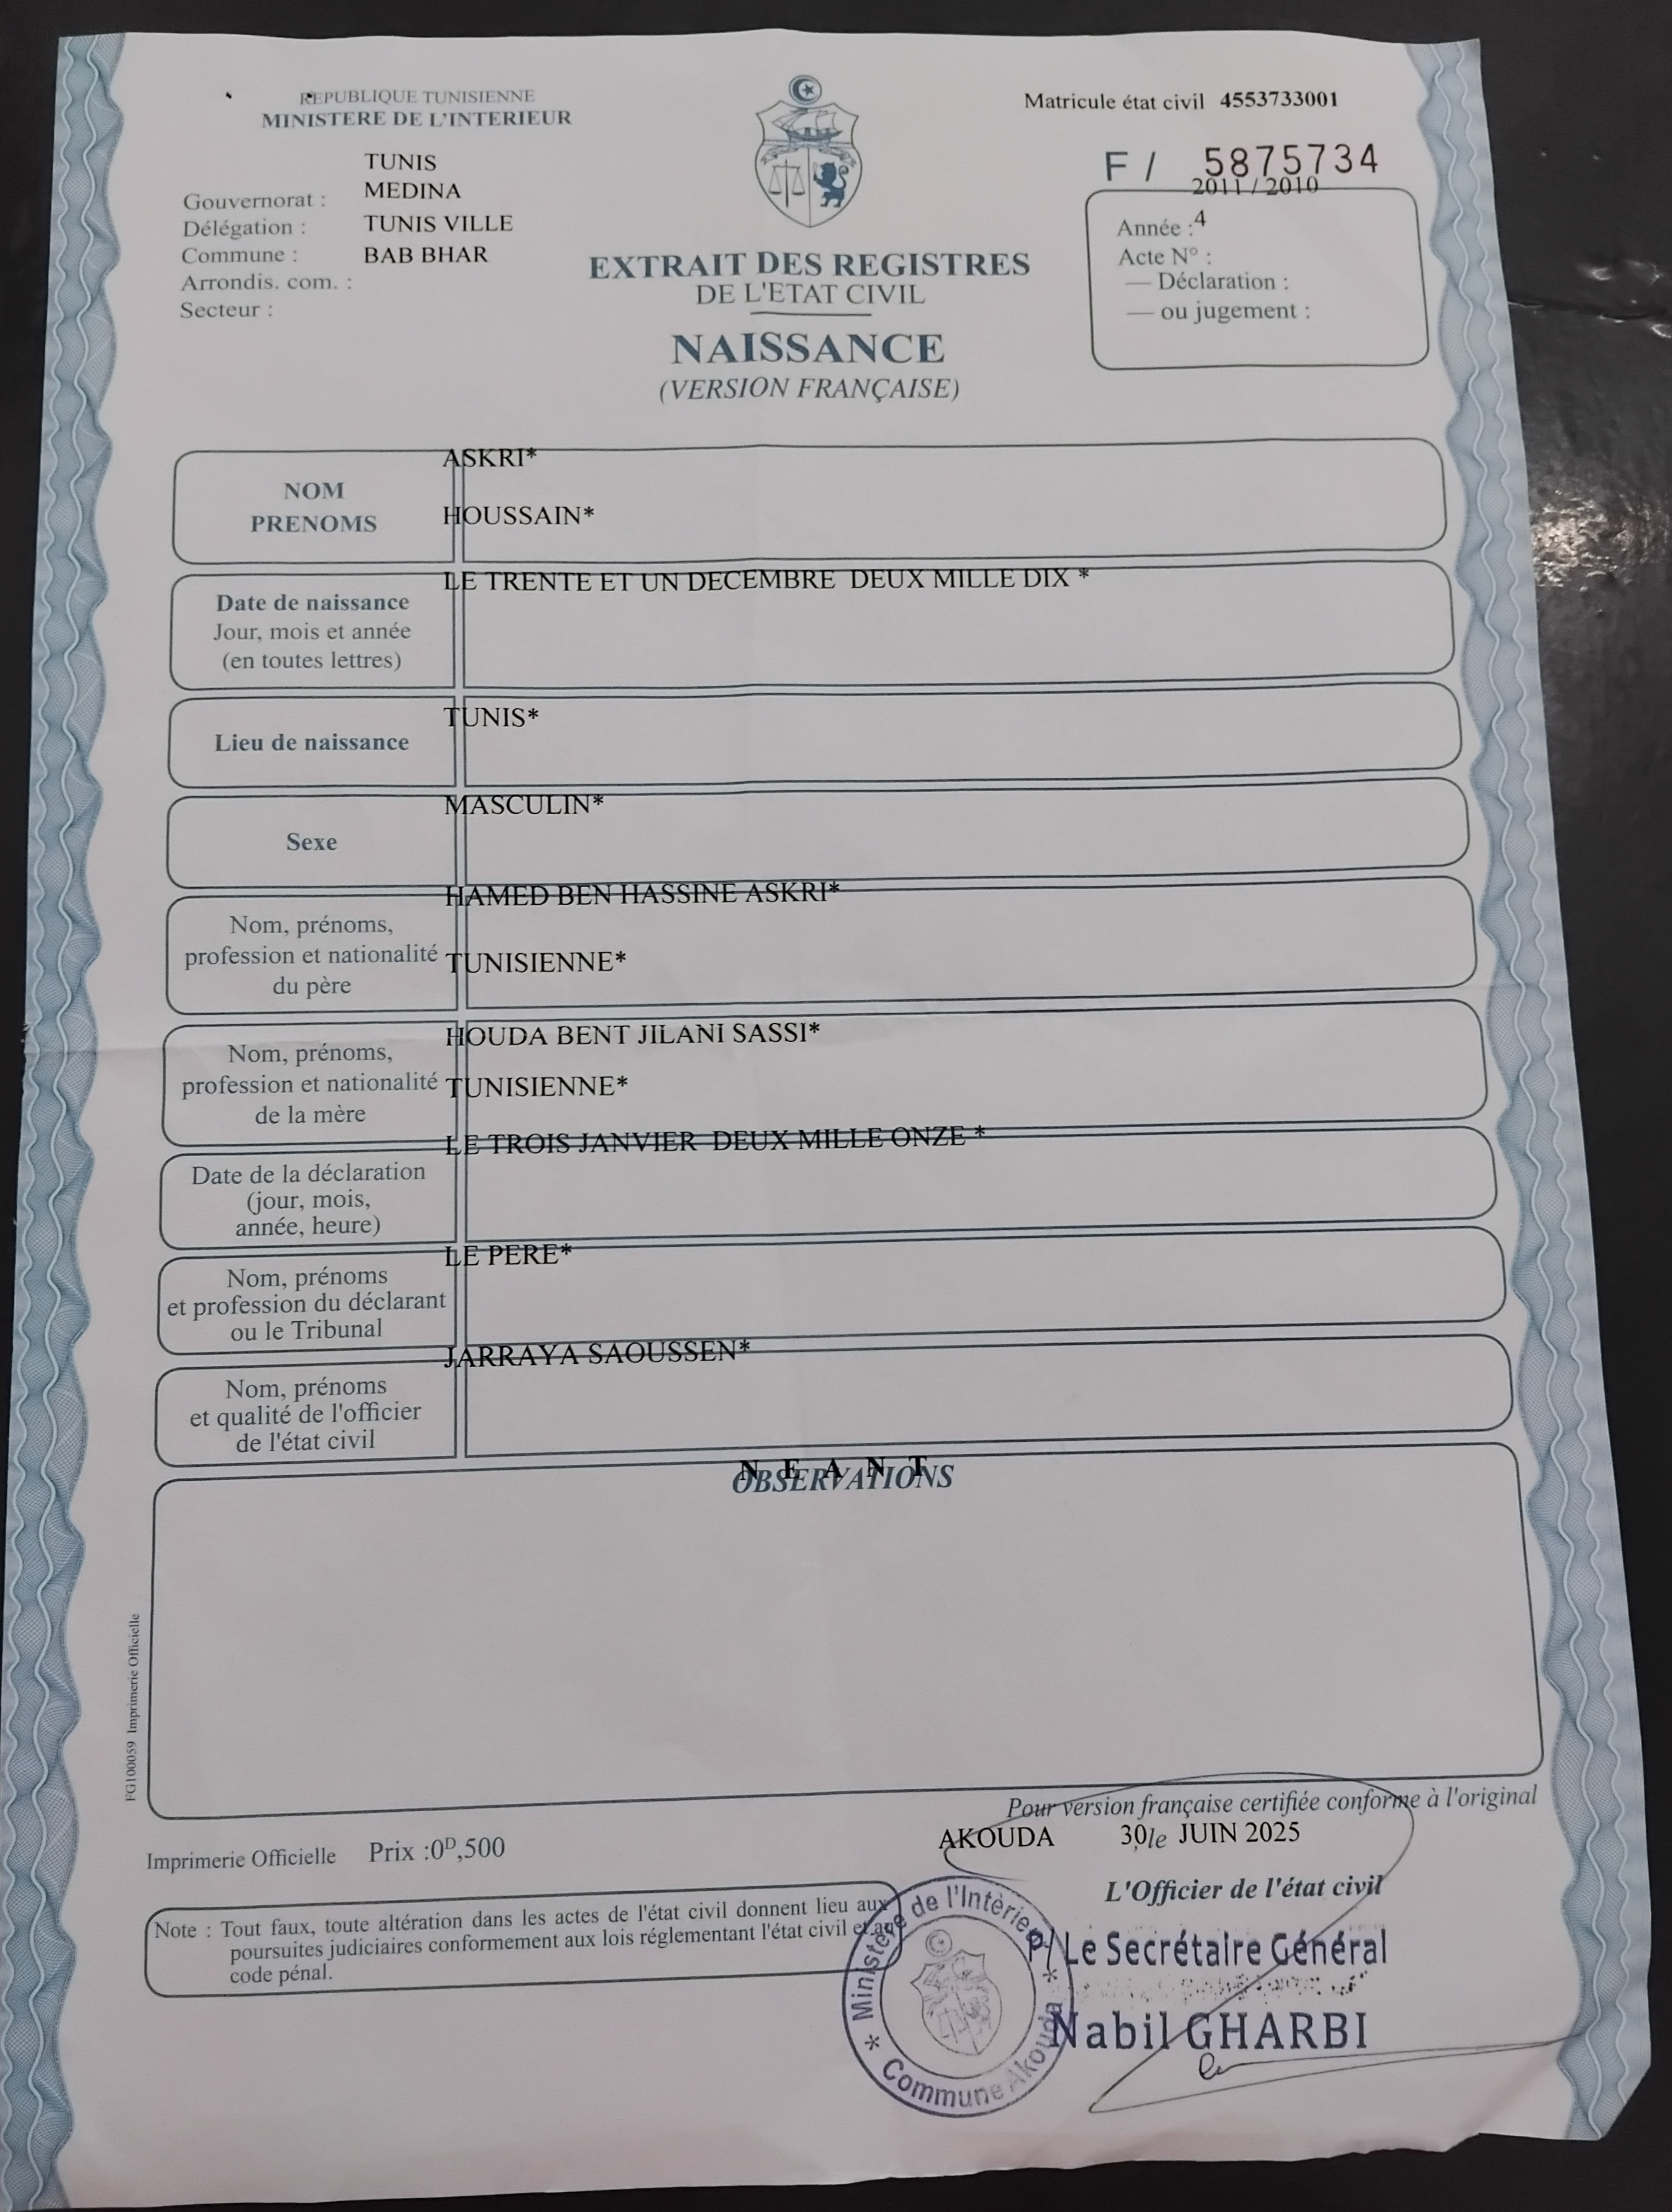 REPUBLIQUE TUNISIENNE
MINISTERE DE L'INTERIEUR
TUNIS
Gouvernorat : MEDINA
Délégation : TUNIS VILLE
Commune : BAB BHAR
Arrondis. com. :
Secteur :
EXTRAIT DES REGISTRES
DE L'ETAT CIVIL
NAISSANCE
(VERSION FRANÇAISE)
Matricule état civil 4553733001
F / 5875734
2011 / 2010
Année : 4
Acte N° :
— Déclaration :
— ou jugement :
NOM
PRENOMS
ASKRI*
HOUSSAIN*
Date de naissance
Jour, mois et année
(en toutes lettres)
LE TRENTE ET UN DECEMBRE DEUX MILLE DIX *
Lieu de naissance
TUNIS*
Sexe
MASCULIN*
Nom, prénoms,
profession et nationalité
du père
HAMED BEN HASSINE ASKRI*
TUNISIENNE*
Nom, prénoms,
profession et nationalité
de la mère
HOUDA BENT JILANI SASSI*
TUNISIENNE*
Date de la déclaration
(jour, mois,
année, heure)
LE TROIS JANVIER DEUX MILLE ONZE *
Nom, prénoms
et profession du déclarant
ou le Tribunal
LE PERE*
Nom, prénoms
et qualité de l'officier
de l'état civil
JARRAYA SAOUSSEN*
N E A N T
OBSERVATIONS
FG100059 Imprimerie Officielle
Pour version française certifiée conforme à l'original
AKOUDA 30 le JUIN 2025
Imprimerie Officielle Prix :0D,500
L'Officier de l'état civil
Note : Tout faux, toute altération dans les actes de l'état civil donnent lieu aux
poursuites judiciaires conformement aux lois réglementant l'état civil et au
code pénal.
* Ministère de l'Intèrieur *
Commune Akouda
P/ Le Secrétaire Général
Nabil GHARBI